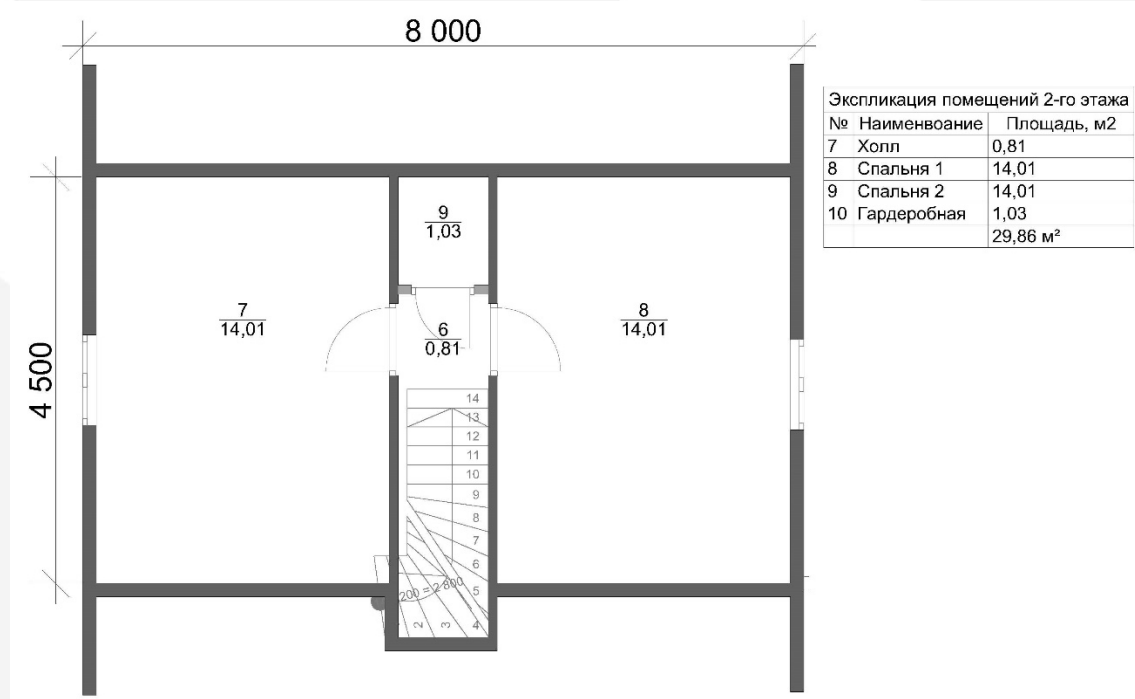 8 000
Экспликация помещений 2-го этажа
№ Наименвоание Площадь, м2
7 Холл 0,81
8 Спальня 1 14,01
9 Спальня 2 14,01
10 Гардеробная 1,03
29,86 м²
9
1,03
7
14,01
8
14,01
6
0,81
4 500
14
13
12
11
10
9
8
7
6
5
200 = 2 800
2 3 4